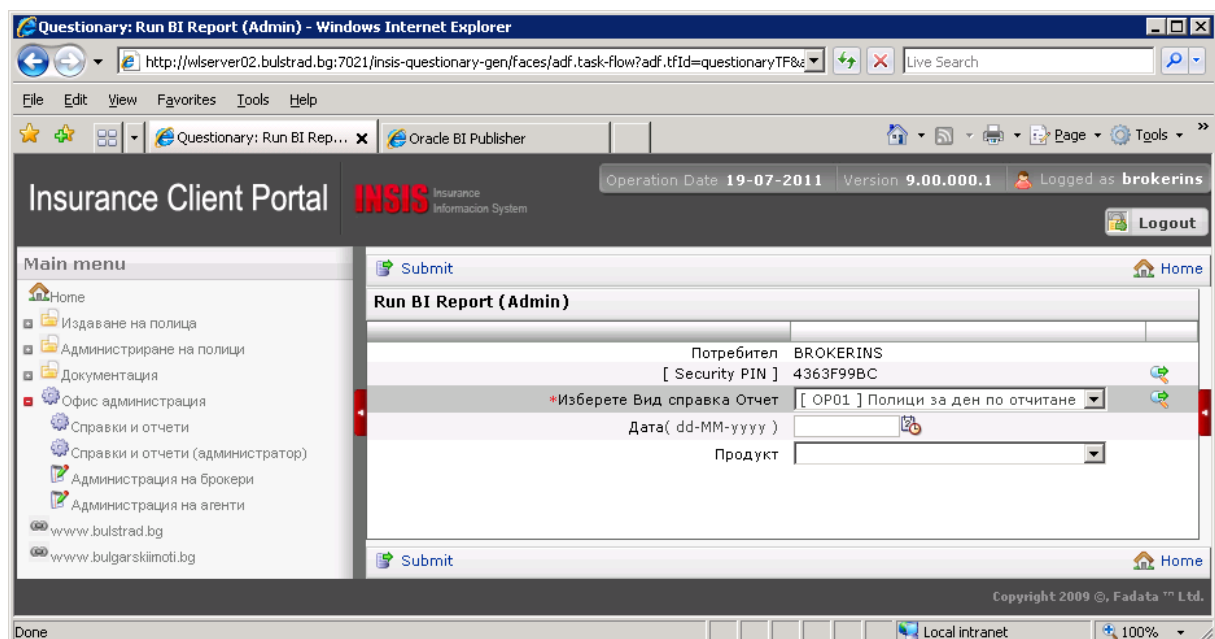 Questionary: Run BI Report (Admin) - Windows Internet Explorer
http://wlserver02.bulstrad.bg:7021/insis-questionary-gen/faces/adf.task-flow?adf.tfId=questionaryTF&a
Live Search
File Edit View Favorites Tools Help
Questionary: Run BI Rep... Oracle BI Publisher Page Tools
Operation Date 19-07-2011 Version 9.00.000.1 Logged as brokerins
Insurance Client Portal INSIS Insurance Informacion System
Logout
Main menu
Home
Издаване на полица
Администриране на полици
Документация
Офис администрация
Справки и отчети
Справки и отчети (администратор)
Администрация на брокери
Администрация на агенти
www.bulstrad.bg
www.bulgarskiimoti.bg
Submit Home
Run BI Report (Admin)
Потребител BROKERINS
[ Security PIN ] 4363F99BC
*Изберете Вид справка Отчет [ OP01 ] Полици за ден по отчитане
Дата( dd-MM-yyyy )
Продукт
Submit Home
Copyright 2009 ©, Fadata ™ Ltd.
Done Local intranet 100%